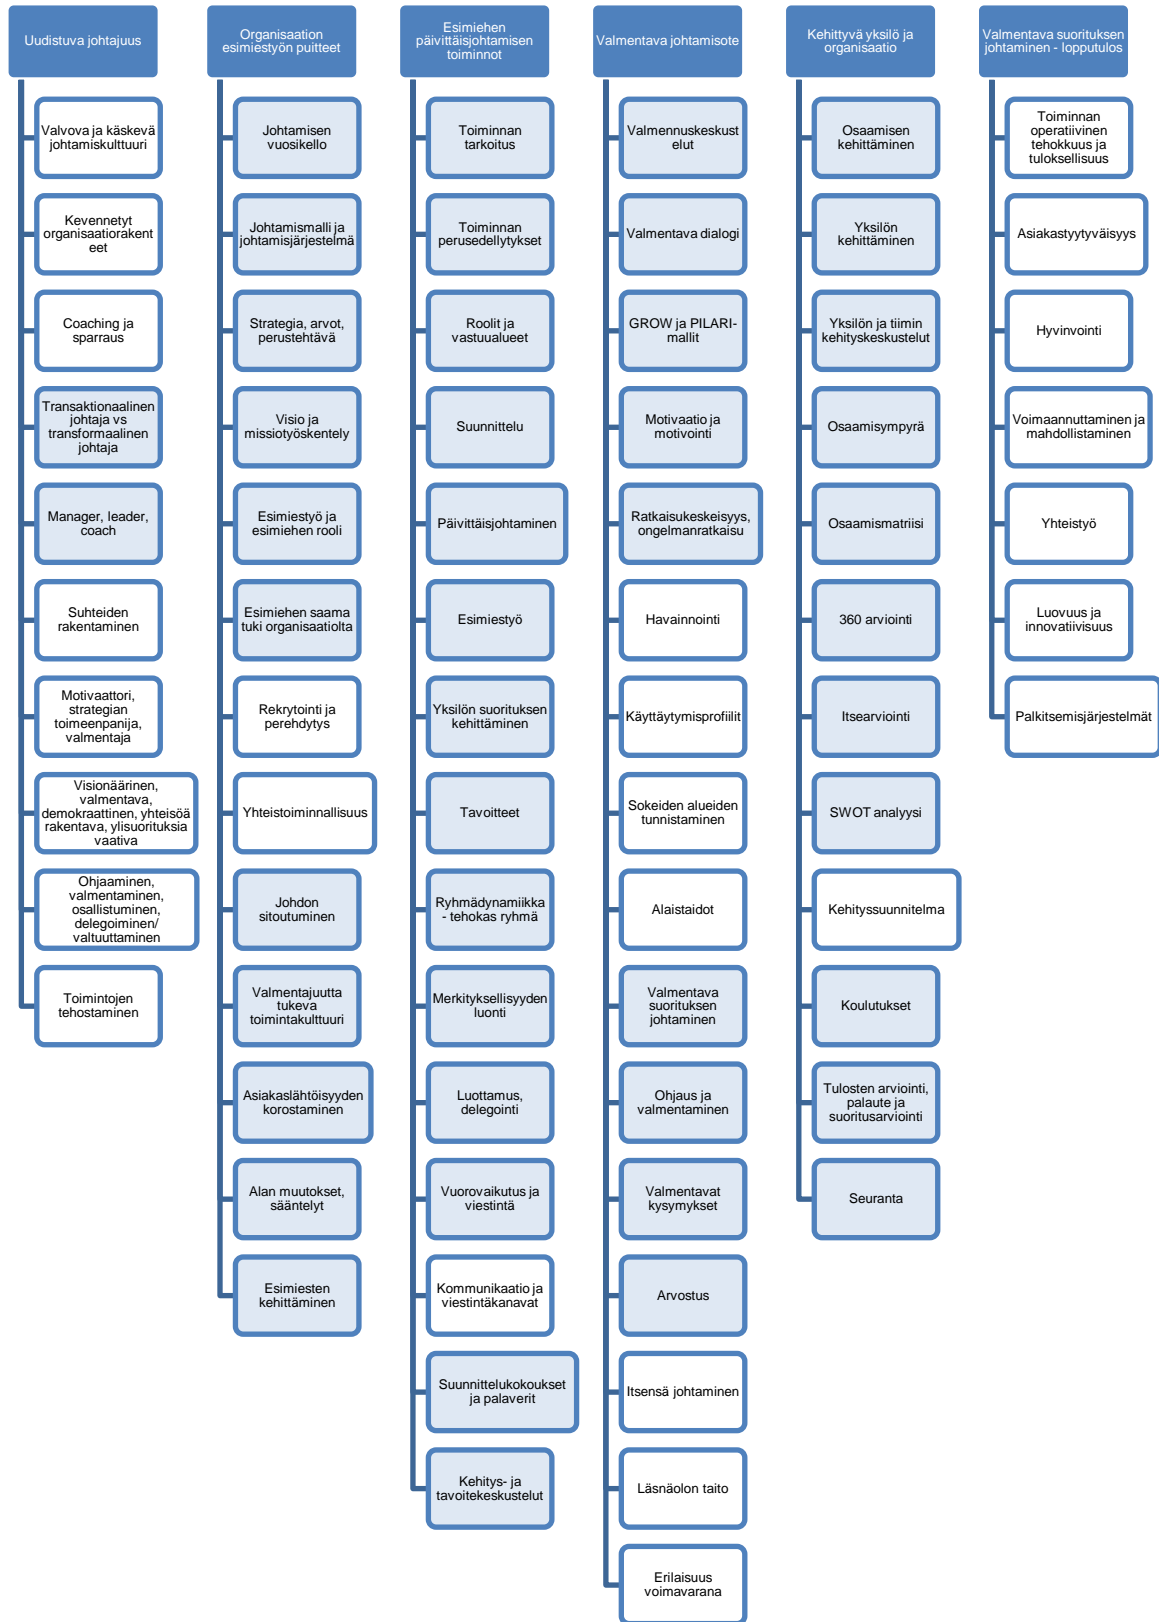 Uudistuva johtajuus
Valvova ja käskevä
johtamiskulttuuri
Kevennetyt
organisaatiorakent
eet
Coaching ja
sparraus
Transaktionaalinen
johtaja vs
transformaalinen
johtaja
Manager, leader,
coach
Suhteiden
rakentaminen
Motivaattori,
strategian
toimeenpanija,
valmentaja
Visionäärinen,
valmentava,
demokraattinen, yhteisöä
rakentava, ylisuorituksia
vaativa
Ohjaaminen,
valmentaminen,
osallistuminen,
delegoiminen/
valtuuttaminen
Toimintojen
tehostaminen
Organisaation
esimiestyön puitteet
Johtamisen
vuosikello
Johtamismalli ja
johtamisjärjestelmä
Strategia, arvot,
perustehtävä
Visio ja
missiotyöskentely
Esimiestyö ja
esimiehen rooli
Esimiehen saama
tuki organisaatiolta
Rekrytointi ja
perehdytys
Yhteistoiminnallisuus
Johdon
sitoutuminen
Valmentajuutta
tukeva
toimintakulttuuri
Asiakaslähtöisyyden
korostaminen
Alan muutokset,
sääntelyt
Esimiesten
kehittäminen
Esimiehen
päivittäisjohtamisen
toiminnot
Toiminnan
tarkoitus
Toiminnan
perusedellytykset
Roolit ja
vastuualueet
Suunnittelu
Päivittäisjohtaminen
Esimiestyö
Yksilön suorituksen
kehittäminen
Tavoitteet
Ryhmädynamiikka
- tehokas ryhmä
Merkityksellisyyden
luonti
Luottamus,
delegointi
Vuorovaikutus ja
viestintä
Kommunikaatio ja
viestintäkanavat
Suunnittelukokoukset
ja palaverit
Kehitys- ja
tavoitekeskustelut
Valmentava johtamisote
Valmennuskeskust
elut
Valmentava dialogi
GROW ja PILARI-
mallit
Motivaatio ja
motivointi
Ratkaisukeskeisyys,
ongelmanratkaisu
Havainnointi
Käyttäytymisprofiilit
Sokeiden alueiden
tunnistaminen
Alaistaidot
Valmentava
suorituksen
johtaminen
Ohjaus ja
valmentaminen
Valmentavat
kysymykset
Arvostus
Itsensä johtaminen
Läsnäolon taito
Erilaisuus
voimavarana
Kehittyvä yksilö ja
organisaatio
Osaamisen
kehittäminen
Yksilön
kehittäminen
Yksilön ja tiimin
kehityskeskustelut
Osaamisympyrä
Osaamismatriisi
360 arviointi
Itsearviointi
SWOT analyysi
Kehityssuunnitelma
Koulutukset
Tulosten arviointi,
palaute ja
suoritusarviointi
Seuranta
Valmentava suorituksen
johtaminen - lopputulos
Toiminnan
operatiivinen
tehokkuus ja
tuloksellisuus
Asiakastyytyväisyys
Hyvinvointi
Voimaannuttaminen ja
mahdollistaminen
Yhteistyö
Luovuus ja
innovatiivisuus
Palkitsemisjärjestelmät